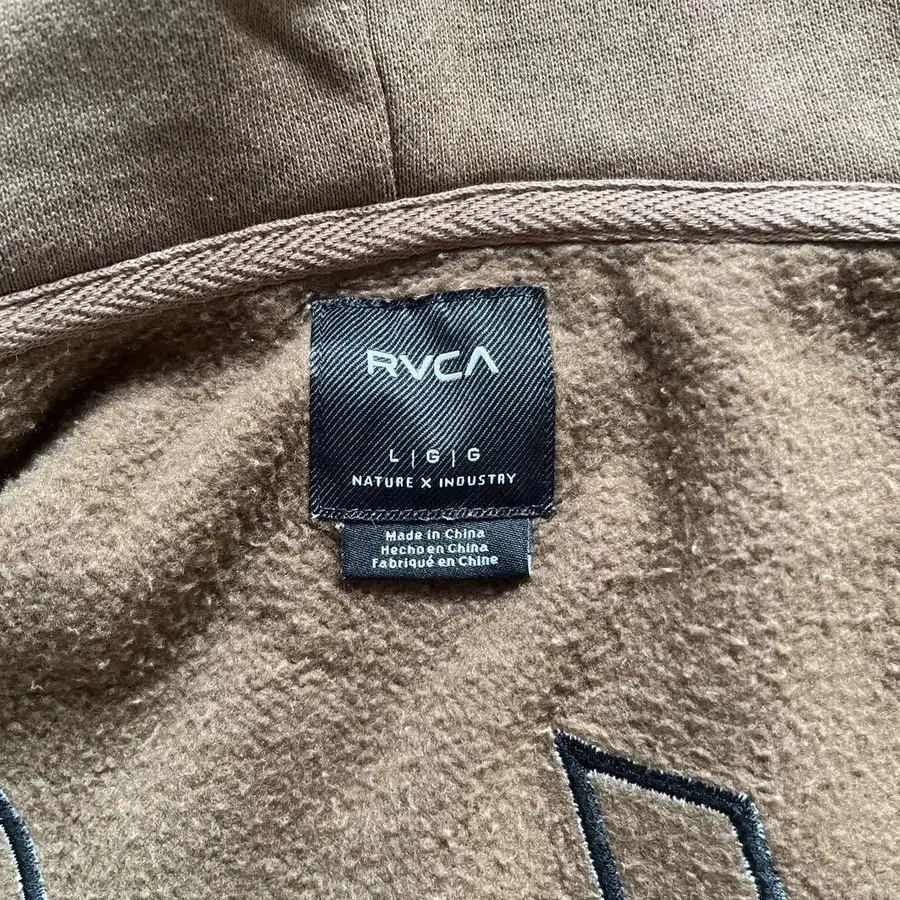 RVCA
L | G | G
NATURE X INDUSTRY
Made in China
Hecho en China
Fabriqué en Chine